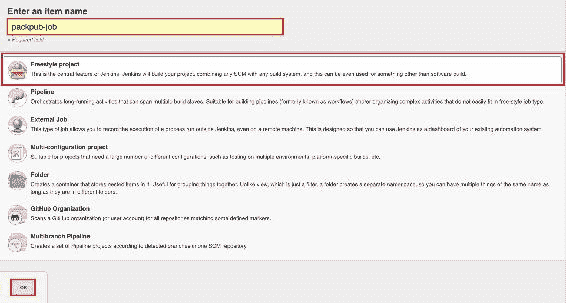 Enter an item name
packpub-job
» Required field
Freestyle project
This is the central feature of Jenkins. Jenkins will build your project, combining any SCM with any build system, and this can be even used for something other than software build.
Pipeline
Orchestrates long-running activities that can span multiple build slaves. Suitable for building pipelines (formerly known as workflows) and/or organizing complex activities that do not easily fit in free-style job type.
External Job
This type of job allows you to record the execution of a process run outside Jenkins, even on a remote machine. This is designed so that you can use Jenkins as a dashboard of your existing automation system.
Multi-configuration project
Suitable for projects that need a large number of different configurations, such as testing on multiple environments, platform-specific builds, etc.
Folder
Creates a container that stores nested items in it. Useful for grouping things together. Unlike view, which is just a filter, a folder creates a separate namespace, so you can have multiple things of the same name as
long as they are in different folders.
GitHub Organization
Scans a GitHub organization (or user account) for all repositories matching some defined markers.
Multibranch Pipeline
Creates a set of Pipeline projects according to detected branches in one SCM repository.
OK